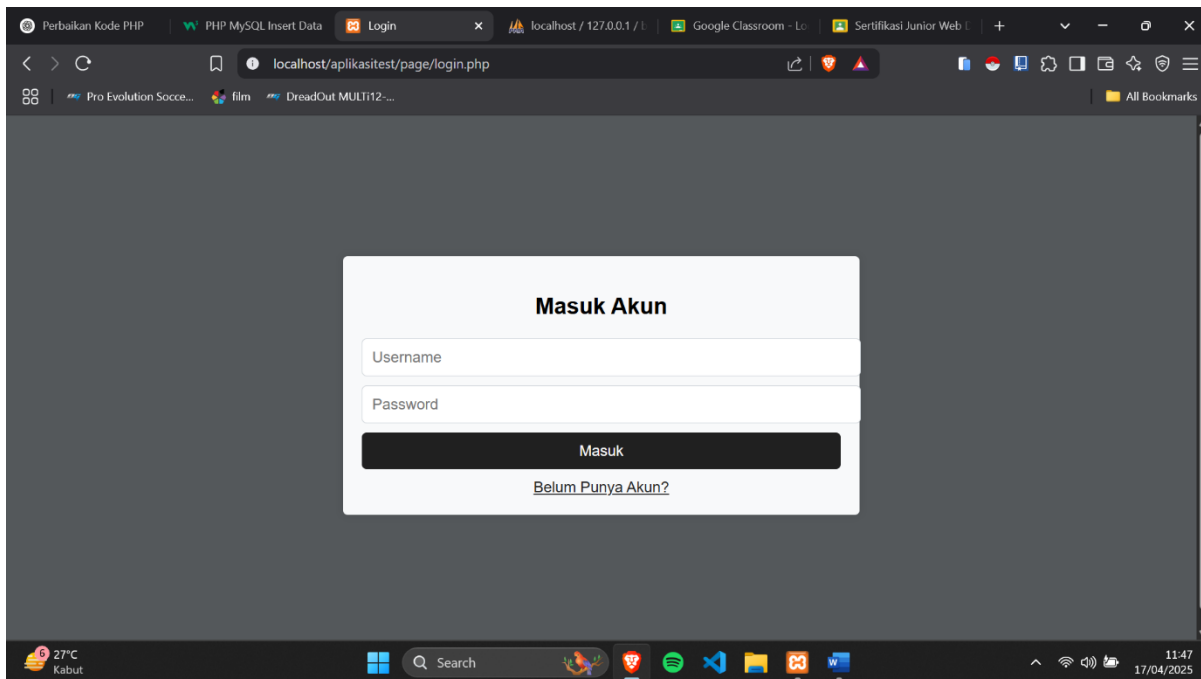 Perbaikan Kode PHP
PHP MySQL Insert Data
Login
localhost / 127.0.0.1 / b
Google Classroom - Lo
Sertifikasi Junior Web D
localhost/aplikasitest/page/login.php
Pro Evolution Socce...
film
DreadOut MULTi12-...
All Bookmarks
Masuk Akun
Username
Password
Masuk
Belum Punya Akun?
6
27°C
Kabut
Search
11:47
17/04/2025